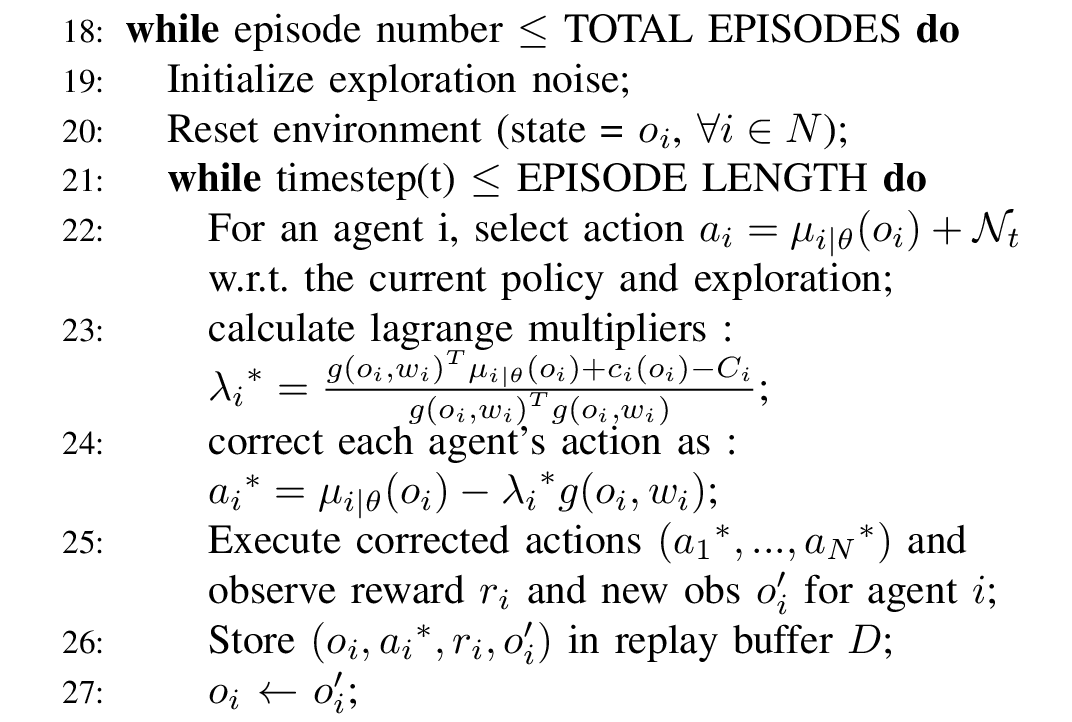 18: while episode number ≤ TOTAL EPISODES do
19: Initialize exploration noise;
20: Reset environment (state = o_i, ∀i ∈ N);
21: while timestep(t) ≤ EPISODE LENGTH do
22: For an agent i, select action a_i = μ_{i|θ}(o_i) + 𝒩_t
w.r.t. the current policy and exploration;
23: calculate lagrange multipliers :
λ_i^* = \frac{g(o_i,w_i)^T μ_{i|θ}(o_i)+c_i(o_i)−C_i}{g(o_i,w_i)^T g(o_i,w_i)};
24: correct each agent's action as :
a_i^* = μ_{i|θ}(o_i) − λ_i^* g(o_i, w_i);
25: Execute corrected actions (a_1^*, ..., a_N^*) and
observe reward r_i and new obs o′_i for agent i;
26: Store (o_i, a_i^*, r_i, o′_i) in replay buffer D;
27: o_i ← o′_i;